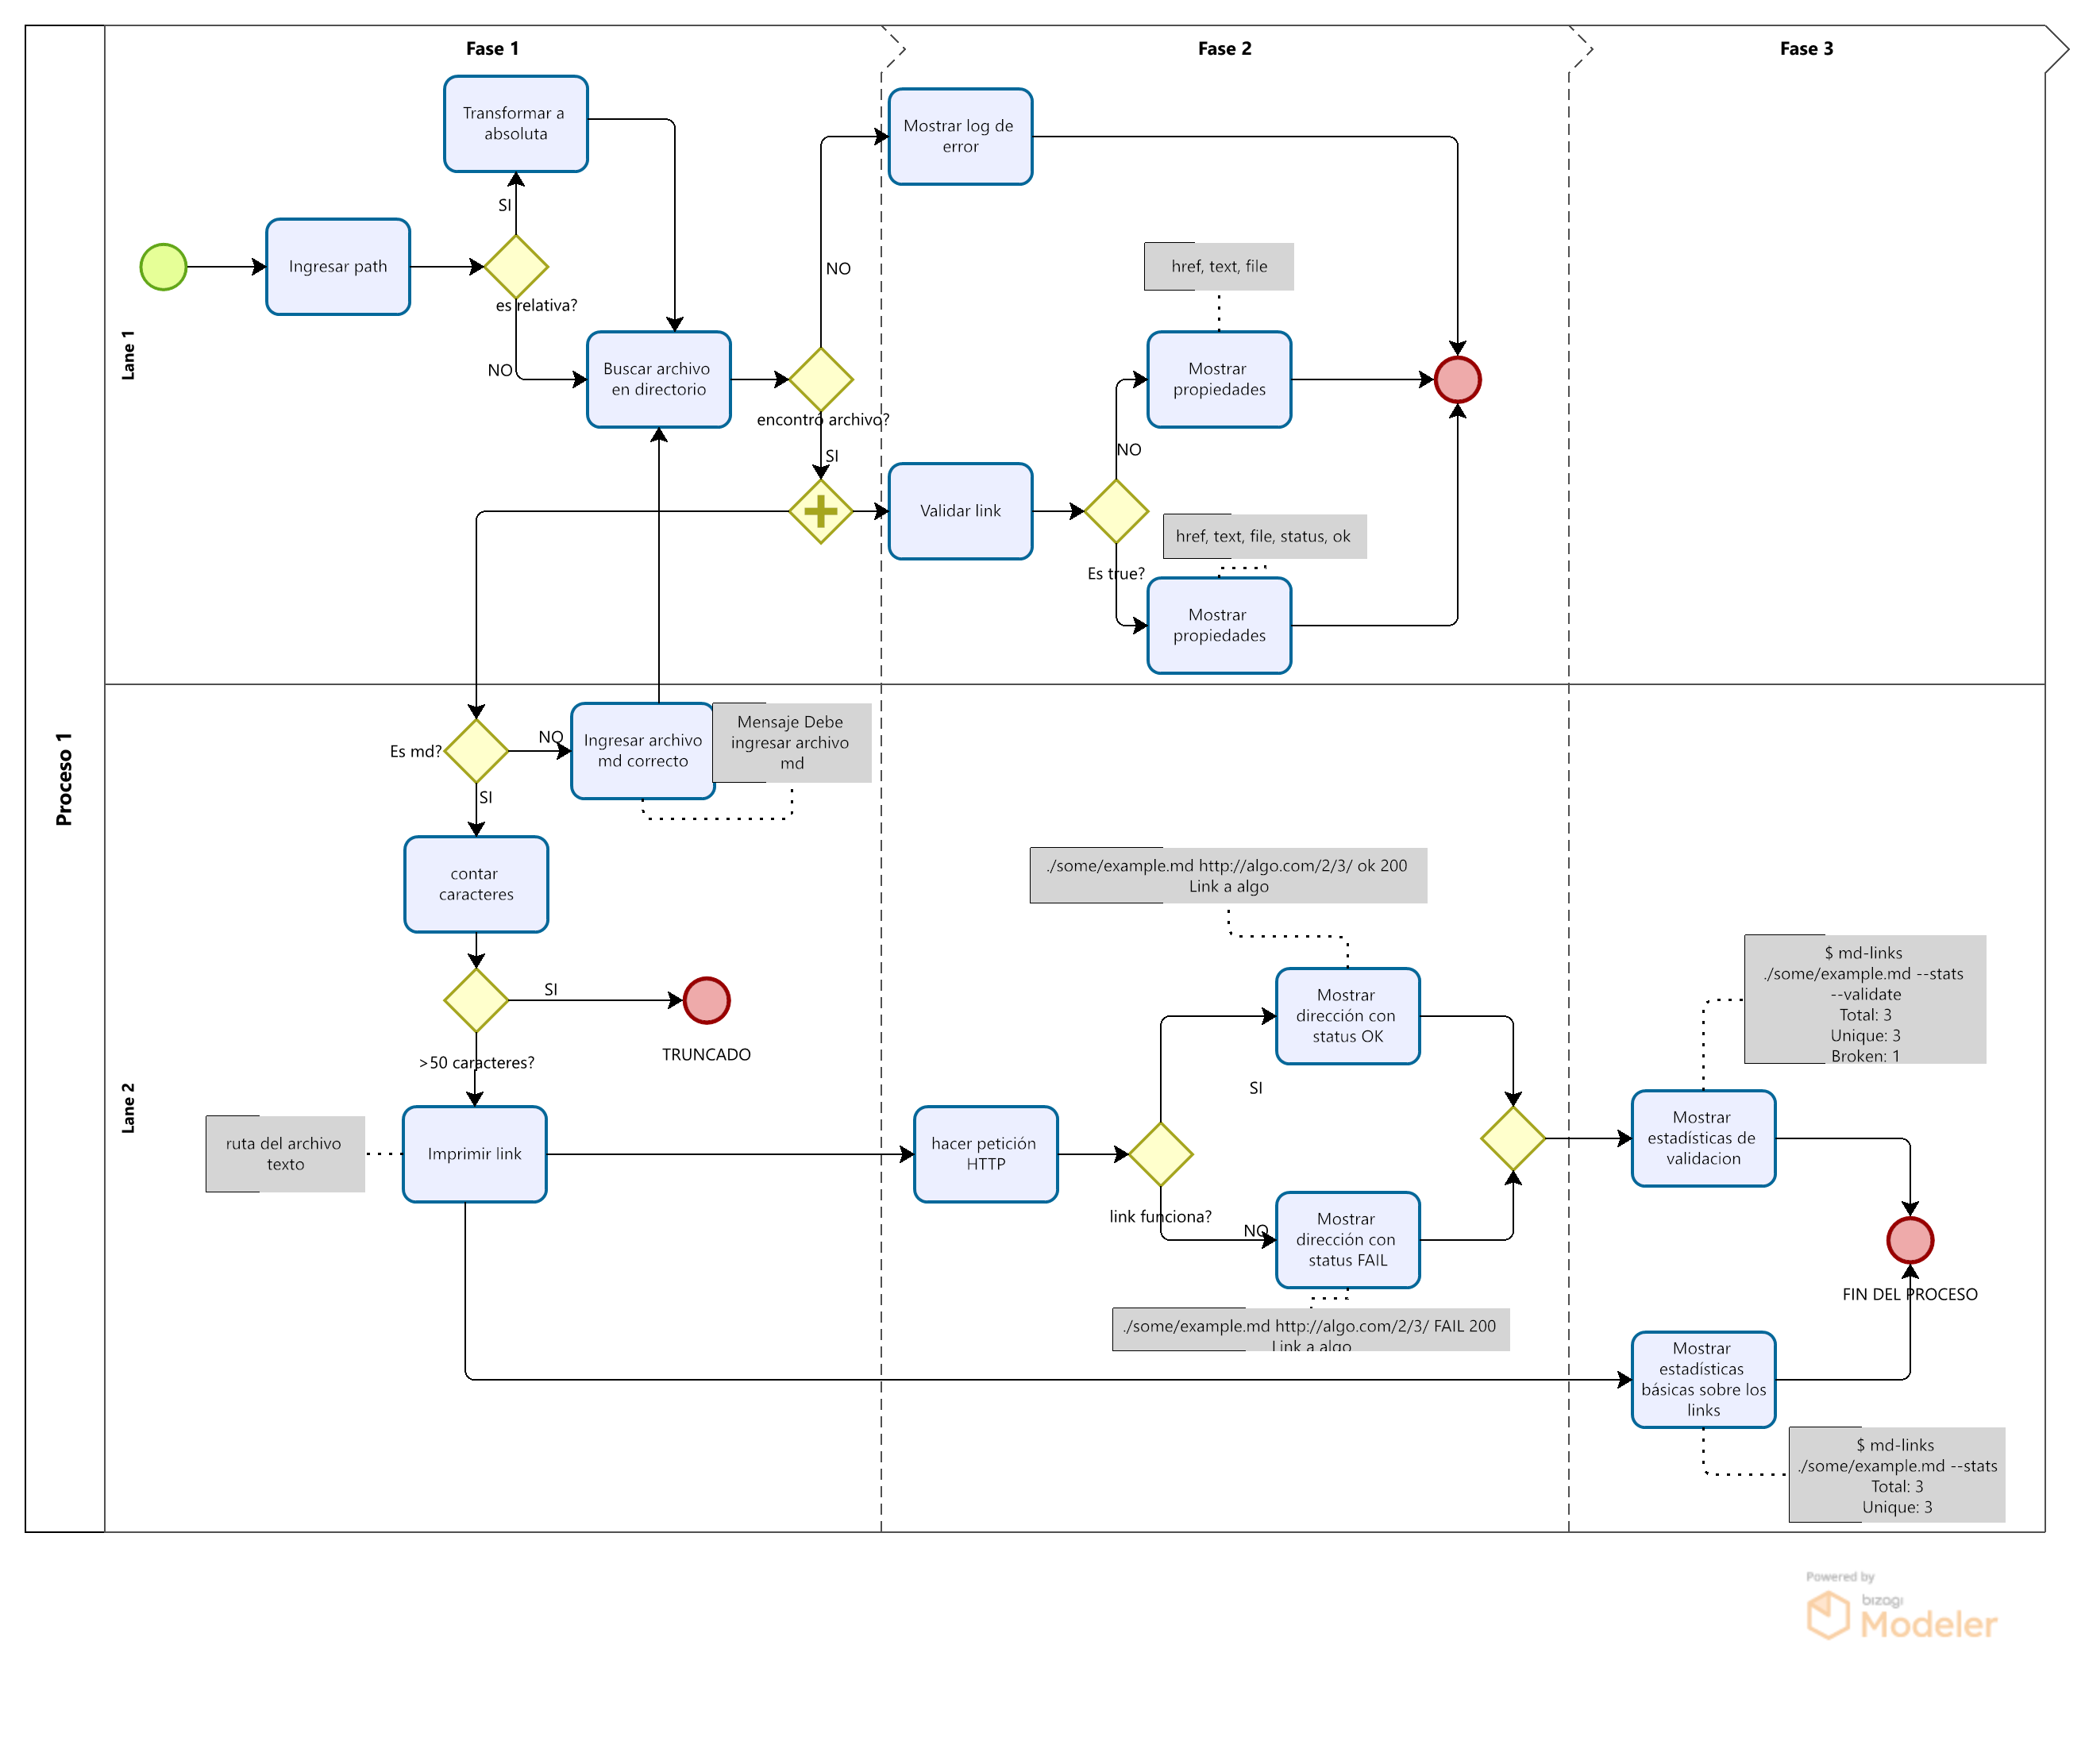 Fase 1
Fase 2
Fase 3
Proceso 1
Lane 1
Transformar a
absoluta
SI
Ingresar path
es relativa?
NO
Buscar archivo
en directorio
NO
encontró archivo?
SI
Mostrar log de
error
href, text, file
Mostrar
propiedades
NO
Validar link
href, text, file, status, ok
Es true?
Mostrar
propiedades
Lane 2
Es md?
NO
Ingresar archivo
md correcto
Mensaje Debe
ingresar archivo
md
SI
contar
caracteres
SI
TRUNCADO
>50 caracteres?
ruta del archivo
texto
Imprimir link
./some/example.md http://algo.com/2/3/ ok 200
Link a algo
Mostrar
dirección con
status OK
SI
hacer petición
HTTP
link funciona?
NO
Mostrar
dirección con
status FAIL
./some/example.md http://algo.com/2/3/ FAIL 200
Link a algo
$ md-links
./some/example.md --stats
--validate
Total: 3
Unique: 3
Broken: 1
Mostrar
estadísticas de
validacion
FIN DEL PROCESO
Mostrar
estadísticas
básicas sobre los
links
$ md-links
./some/example.md --stats
Total: 3
Unique: 3
Powered by
bizagi
Modeler